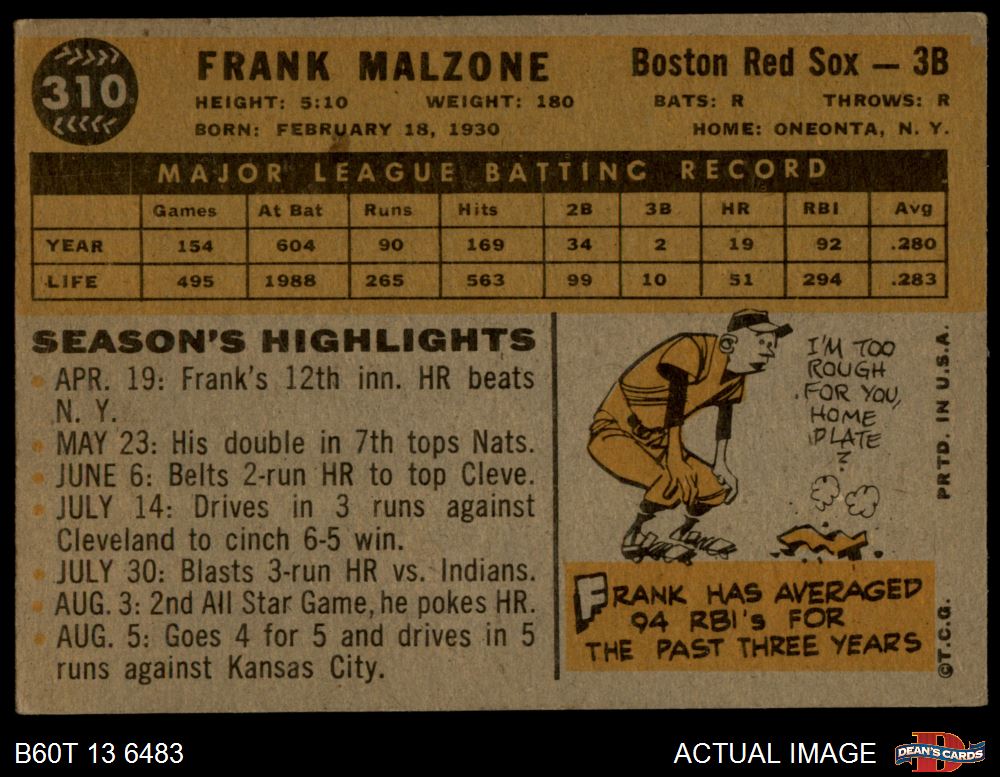 310
FRANK MALZONE
Boston Red Sox — 3B
HEIGHT: 5:10 WEIGHT: 180 BATS: R THROWS: R
BORN: FEBRUARY 18, 1930 HOME: ONEONTA, N. Y.
MAJOR LEAGUE BATTING RECORD
Games At Bat Runs Hits 2B 3B HR RBI Avg
YEAR 154 604 90 169 34 2 19 92 .280
LIFE 495 1988 265 563 99 10 51 294 .283
SEASON'S HIGHLIGHTS
APR. 19: Frank's 12th inn. HR beats
N. Y.
MAY 23: His double in 7th tops Nats.
JUNE 6: Belts 2-run HR to top Cleve.
JULY 14: Drives in 3 runs against
Cleveland to cinch 6-5 win.
JULY 30: Blasts 3-run HR vs. Indians.
AUG. 3: 2nd All Star Game, he pokes HR.
AUG. 5: Goes 4 for 5 and drives in 5
runs against Kansas City.
I'M TOO
ROUGH
FOR YOU,
HOME
PLATE
?
FRANK HAS AVERAGED
94 RBI's FOR
THE PAST THREE YEARS
PRTD. IN U.S.A.
©T.C.G.
B60T 13 6483
ACTUAL IMAGE
D
DEAN'S CARDS